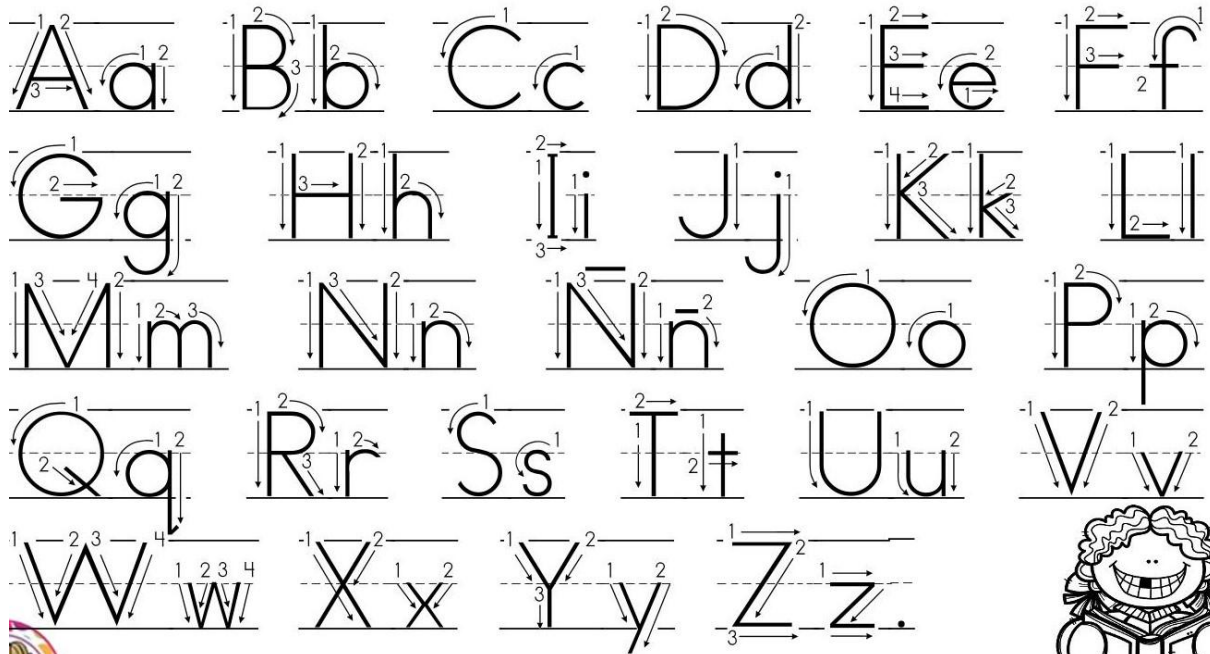 Aa Bb Cc Dd Ee Ff
Gg Hh Ii Jj Kk Ll
Mm Nn Ññ Oo Pp
Qq Rr Ss Tt Uu Vv
Ww Xx Yy Zz.